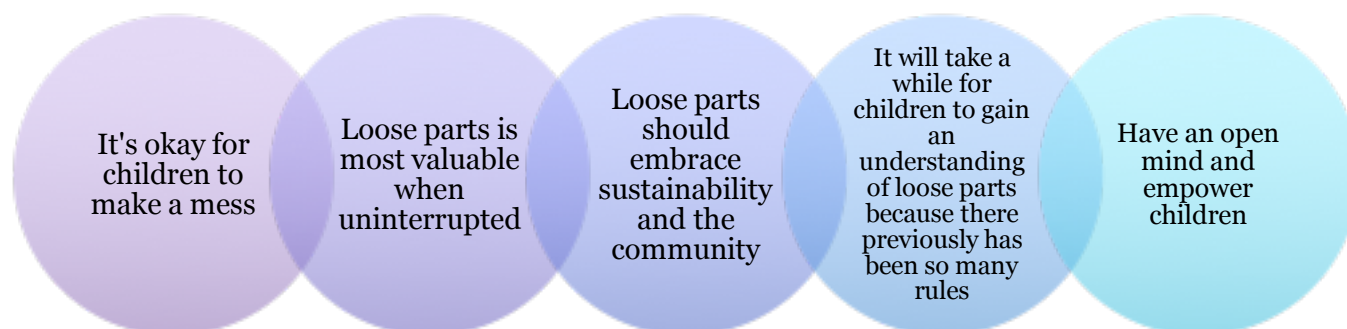 It's okay for
children to
make a mess
Loose parts is
most valuable
when
uninterrupted
Loose parts
should
embrace
sustainability
and the
community
It will take a
while for
children to gain
an
understanding
of loose parts
because there
previously has
been so many
rules
Have an open
mind and
empower
children